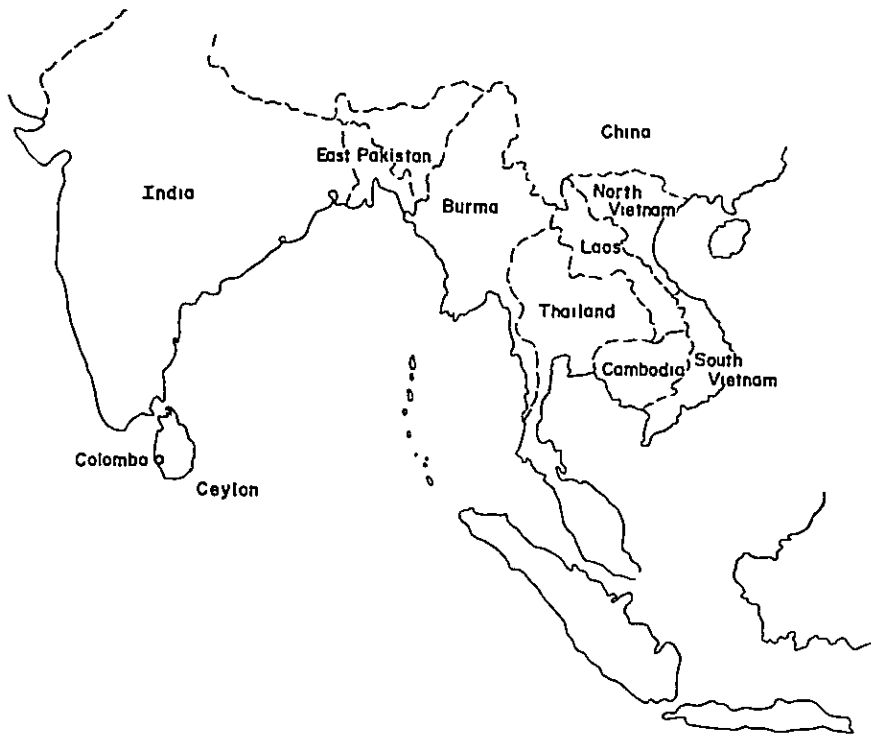 China
East Pakistan
India
Burma
North
Vietnam
Laos
Thailand
Cambodia
South
Vietnam
Colombo
Ceylon